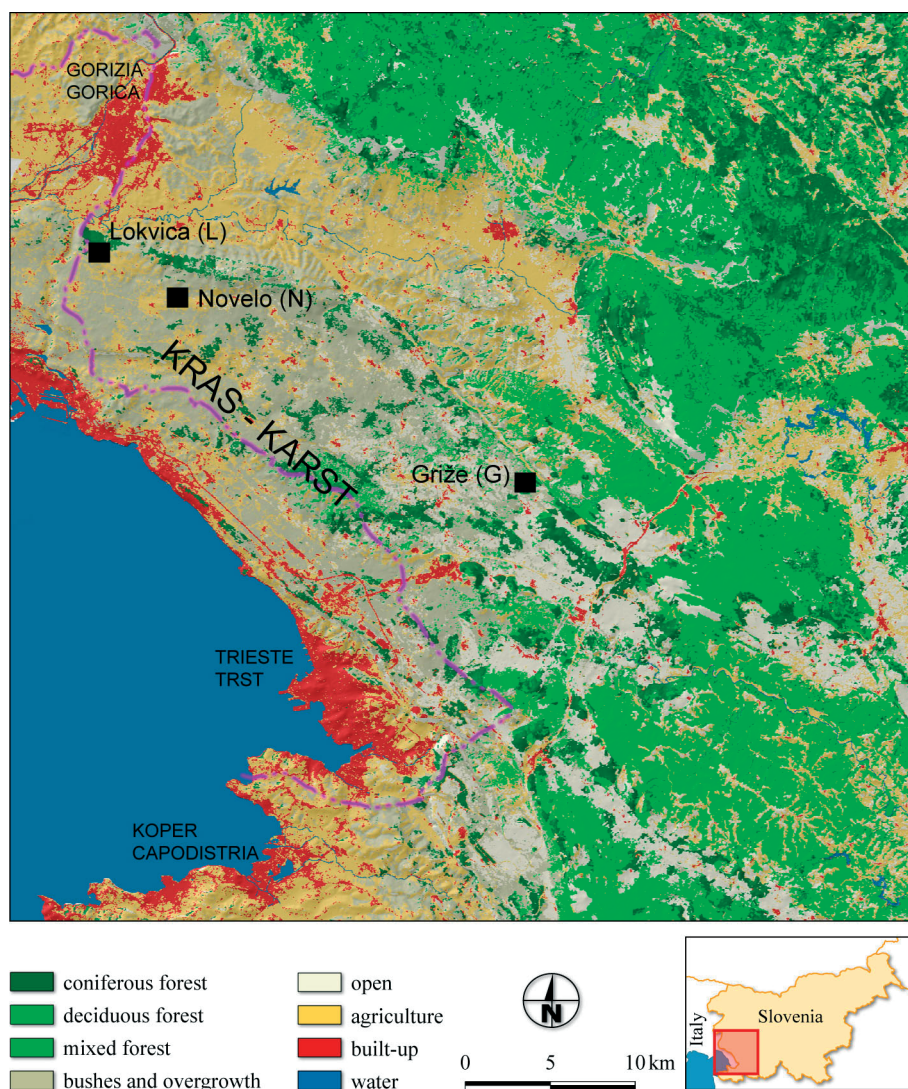 GORIZIA
GORICA
Lokvica (L)
Novelo (N)
KRAS - KARST
Griže (G)
TRIESTE
TRST
KOPER
CAPODISTRIA
coniferous forest
deciduous forest
mixed forest
bushes and overgrowth
open
agriculture
built-up
water
N
0 5 10 km
Italy
Slovenia